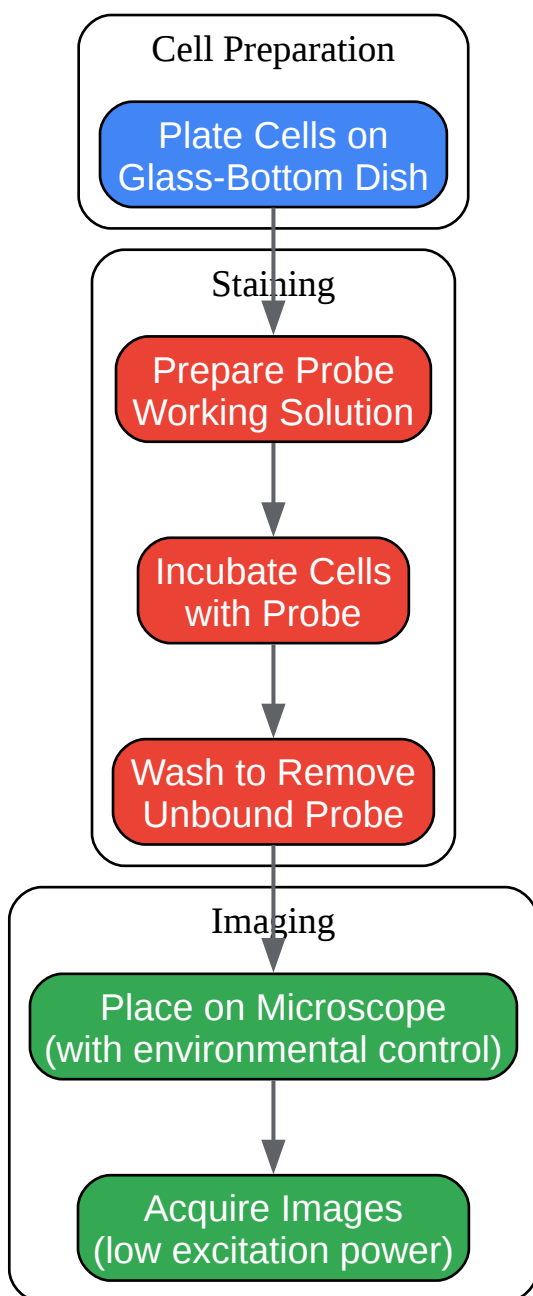 Cell Preparation
Plate Cells on
Glass-Bottom Dish
Staining
Prepare Probe
Working Solution
Incubate Cells
with Probe
Wash to Remove
Unbound Probe
Imaging
Place on Microscope
(with environmental control)
Acquire Images
(low excitation power)